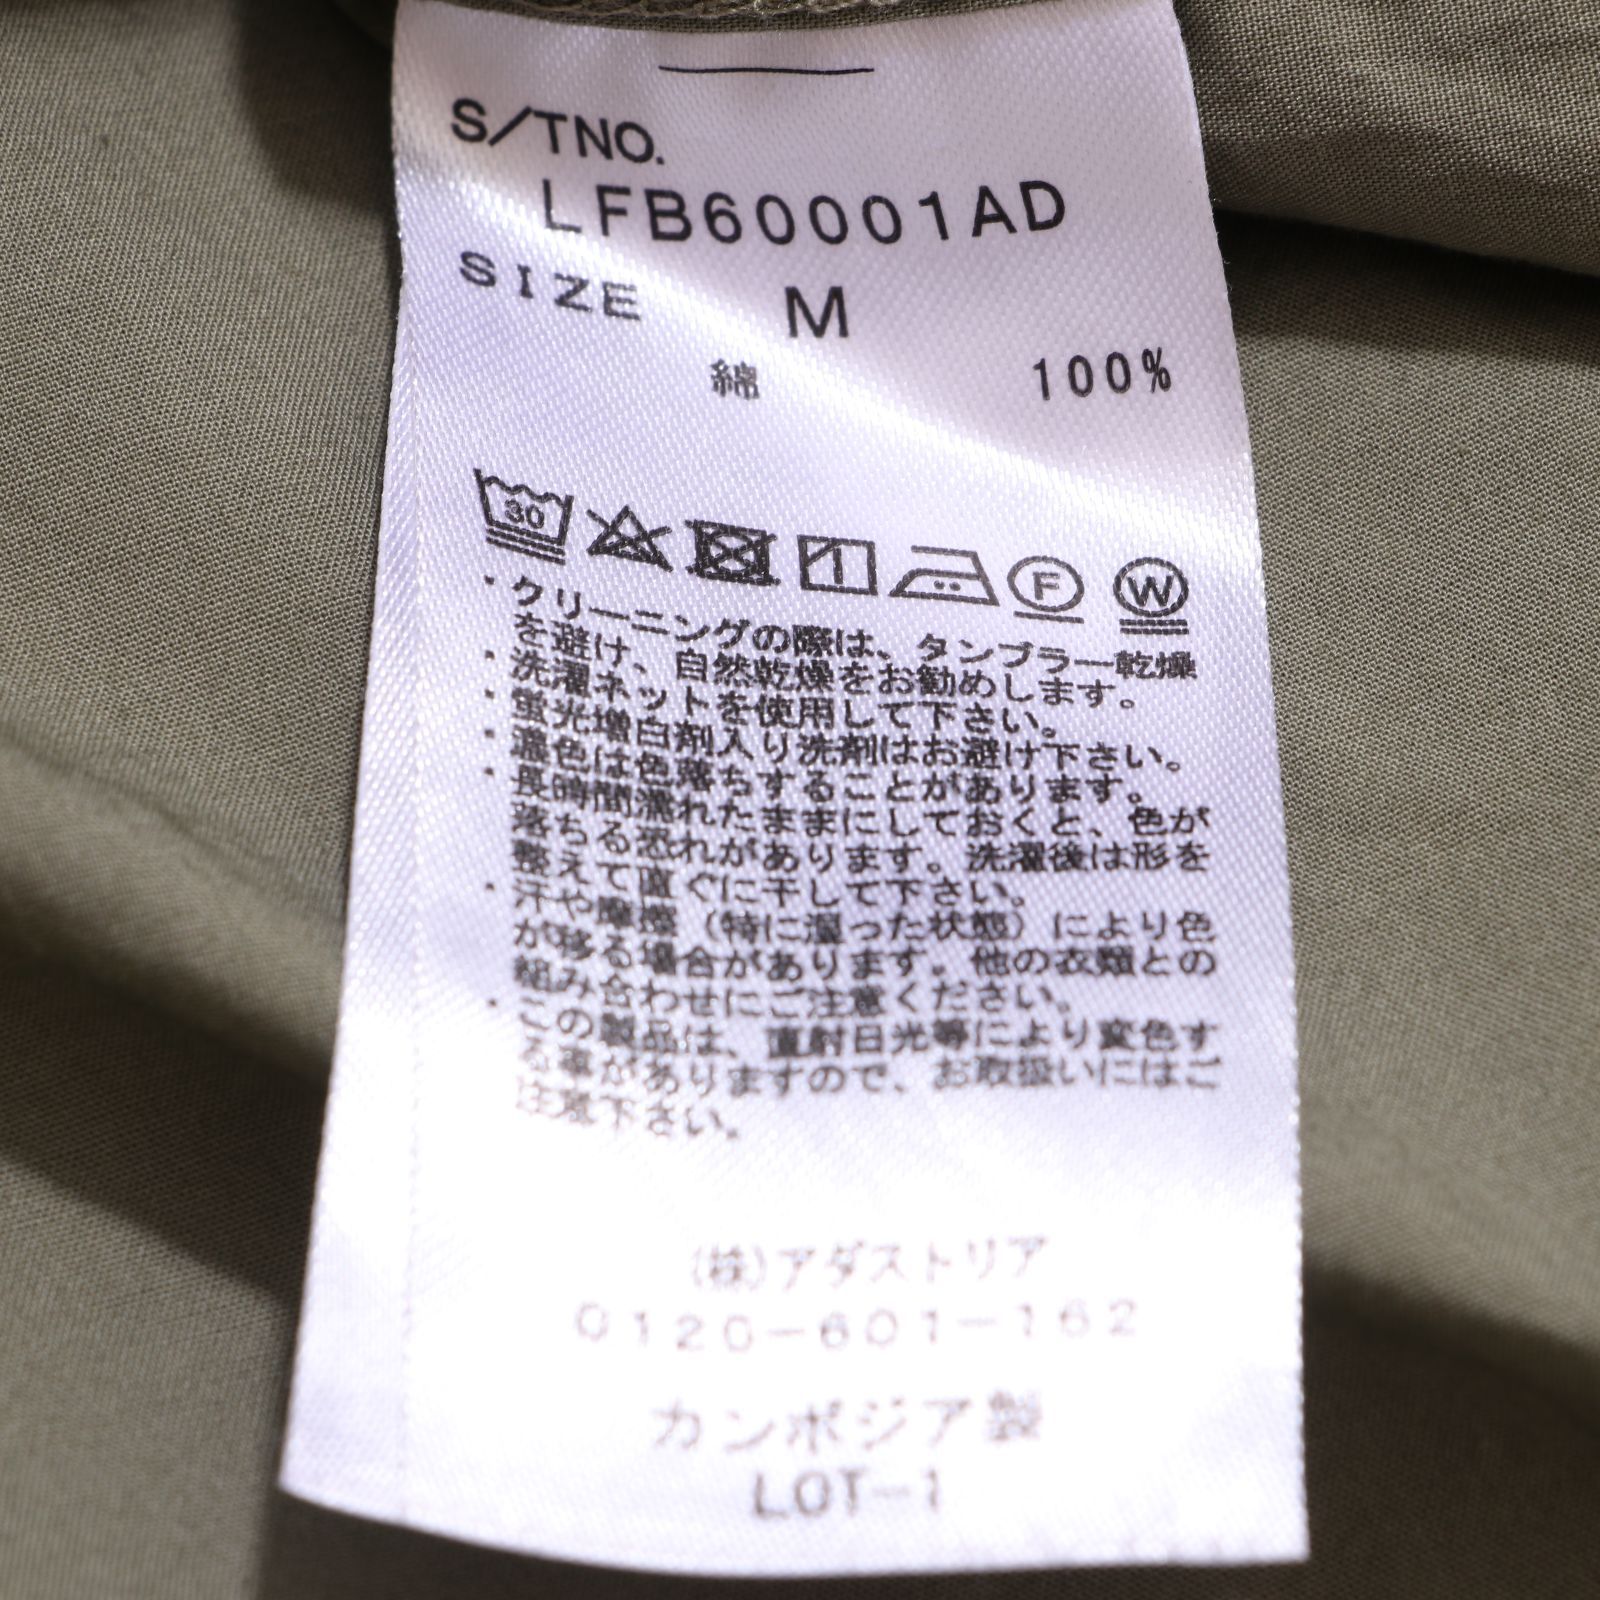 S/TNO.
LFB60001AD
SIZE M
綿 100%
30
F W
・クリーニングの際は、タンブラー乾燥
を避け、自然乾燥をお勧めします。
・洗濯ネットを使用して下さい。
・蛍光増白剤入り洗剤はお避け下さい。
・濃色は色落ちすることがあります。
・長時間濡れたままにしておくと、色が
落ちる恐れがあります。洗濯後は形を
整えて直ぐに干して下さい。
・汗や摩擦（特に湿った状態）により色
が移る場合があります。他の衣類との
組み合わせにご注意ください。
・この製品は、直射日光等により変色す
る事がありますので、お取扱いにはご
注意下さい。
(株)アダストリア
0120-601-162
カンボジア製
LOT-1